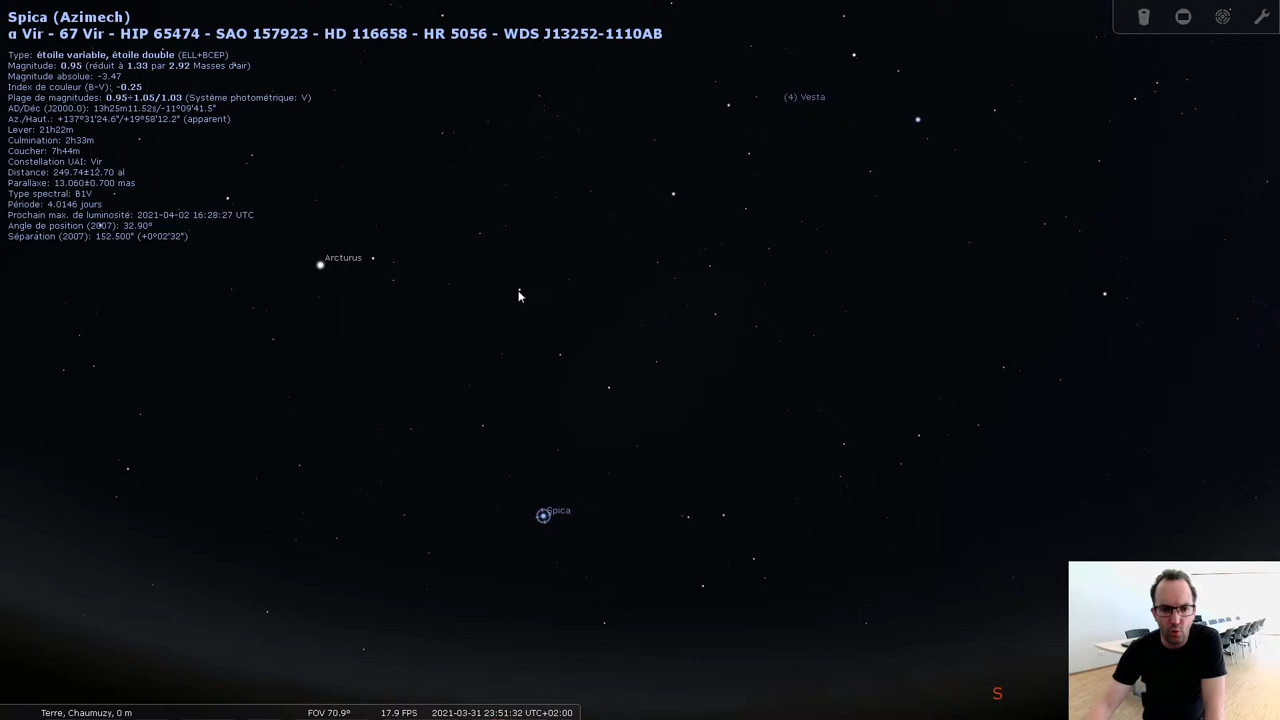 Spica (Azimech)
α Vir - 67 Vir - HIP 65474 - SAO 157923 - HD 116658 - HR 5056 - WDS J13252-1110AB
Type: étoile variable, étoile double (ELL+BCEP)
Magnitude: 0.95 (réduit à 1.33 par 2.92 Masses d'air)
Magnitude absolue: -3.47
Index de couleur (B-V): -0.25
Plage de magnitudes: 0.95÷1.05/1.03 (Système photométrique: V)
AD/Déc (J2000.0): 13h25m11.52s/-11°09'41.5"
Az./Haut.: +137°31'24.6"/+19°58'12.2" (apparent)
Lever: 21h22m
Culmination: 2h33m
Coucher: 7h44m
Constellation UAI: Vir
Distance: 249.74±12.70 al
Parallaxe: 13.060±0.700 mas
Type spectral: B1V
Période: 4.0146 jours
Prochain max. de luminosité: 2021-04-02 16:28:27 UTC
Angle de position (2007): 32.90°
Séparation (2007): 152.500" (+0°02'32")
(4) Vesta
Arcturus
Spica
S
Terre, Chaumuzy, 0 m
FOV 70.9°
17.9 FPS
2021-03-31 23:51:32 UTC+02:00